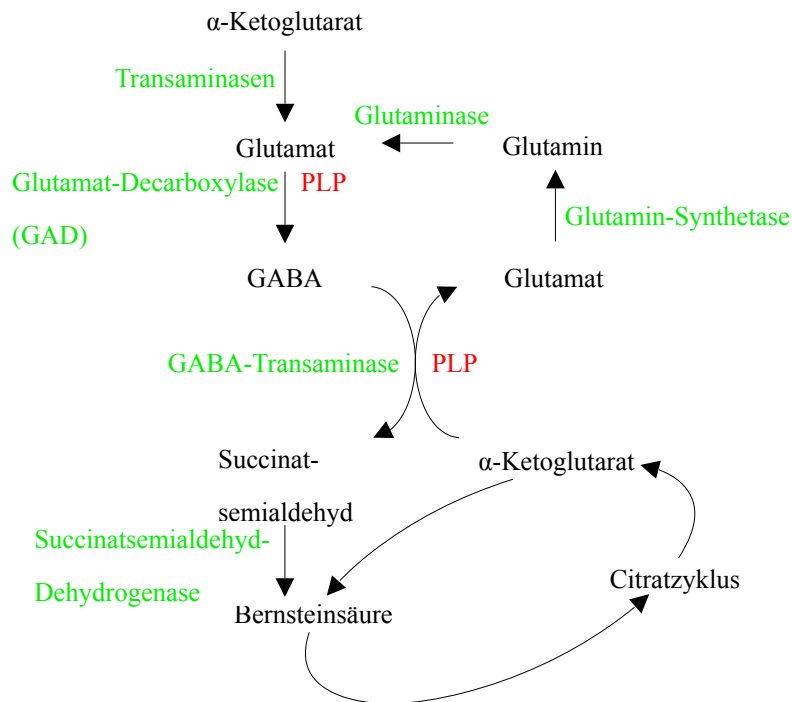 α-Ketoglutarat
Transaminasen
Glutaminase
Glutamat
Glutamin
Glutamat-Decarboxylase PLP
(GAD)
Glutamin-Synthetase
GABA
Glutamat
GABA-Transaminase PLP
Succinat-
semialdehyd
α-Ketoglutarat
Succinatsemialdehyd-
Dehydrogenase
Citratzyklus
Bernsteinsäure